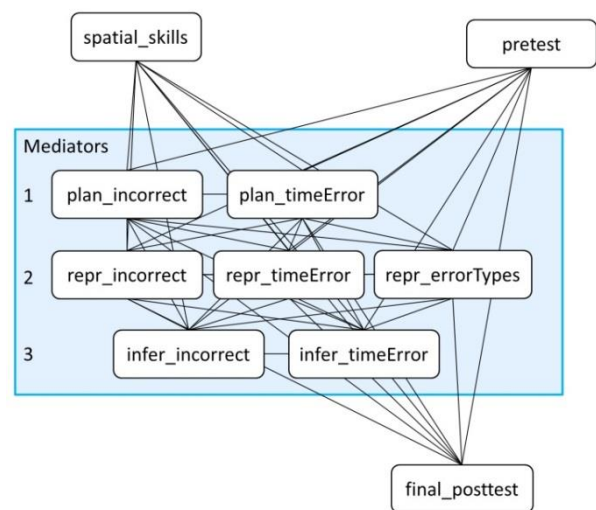 spatial_skills
pretest
Mediators
1
plan_incorrect
plan_timeError
2
repr_incorrect
repr_timeError
repr_errorTypes
3
infer_incorrect
infer_timeError
final_posttest